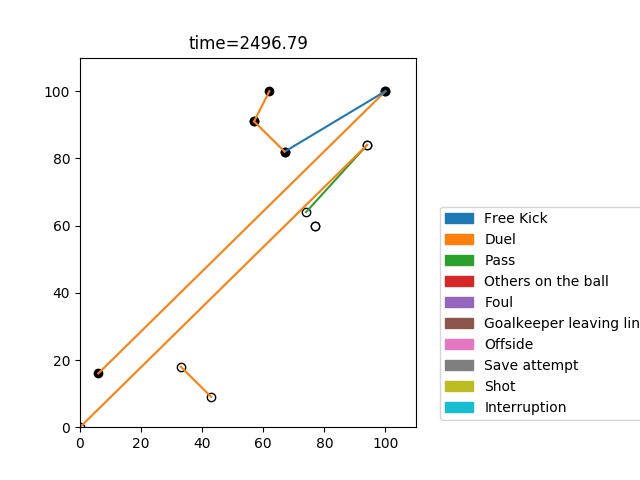 time=2496.79
100
80
60
40
20
0
0 20 40 60 80 100
Free Kick
Duel
Pass
Others on the ball
Foul
Goalkeeper leaving lin
Offside
Save attempt
Shot
Interruption